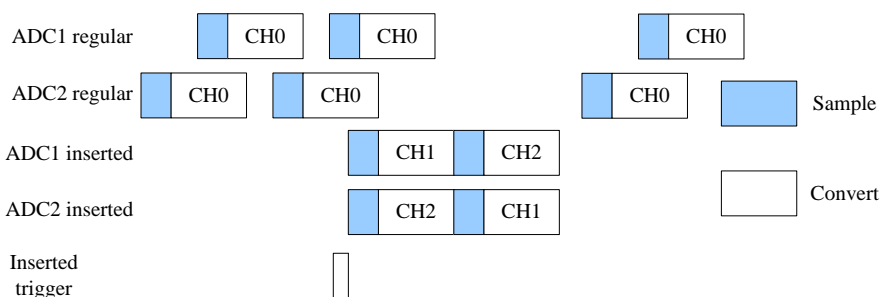 ADC1 regular CH0 CH0 CH0
ADC2 regular CH0 CH0 CH0
Sample
ADC1 inserted CH1 CH2
ADC2 inserted CH2 CH1
Convert
Inserted
trigger